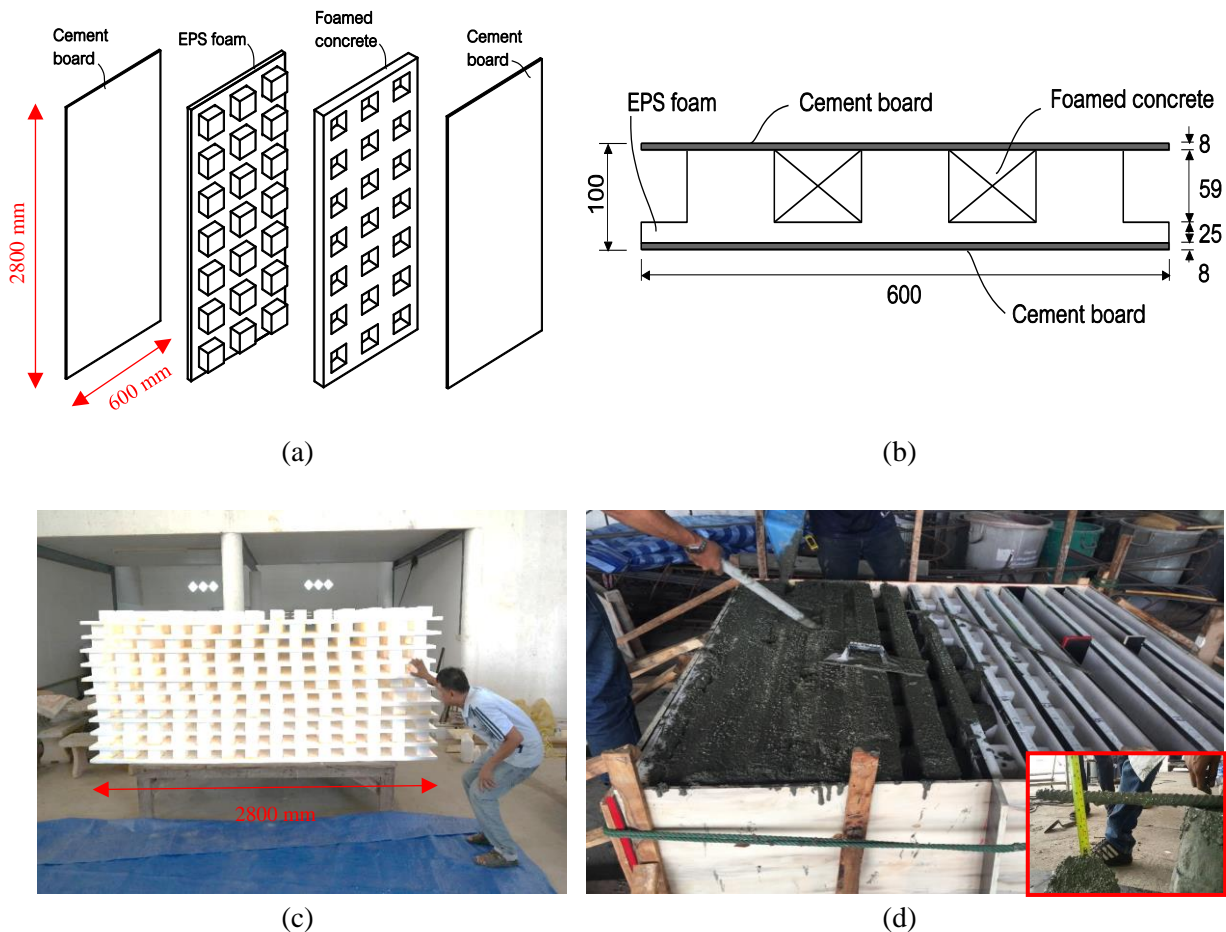 Cement
board
EPS foam
Foamed
concrete
Cement
board
2800 mm
600 mm
(a)
EPS foam
Cement board
Foamed concrete
100
8
59
25
8
600
Cement board
(b)
2800 mm
(c)
(d)